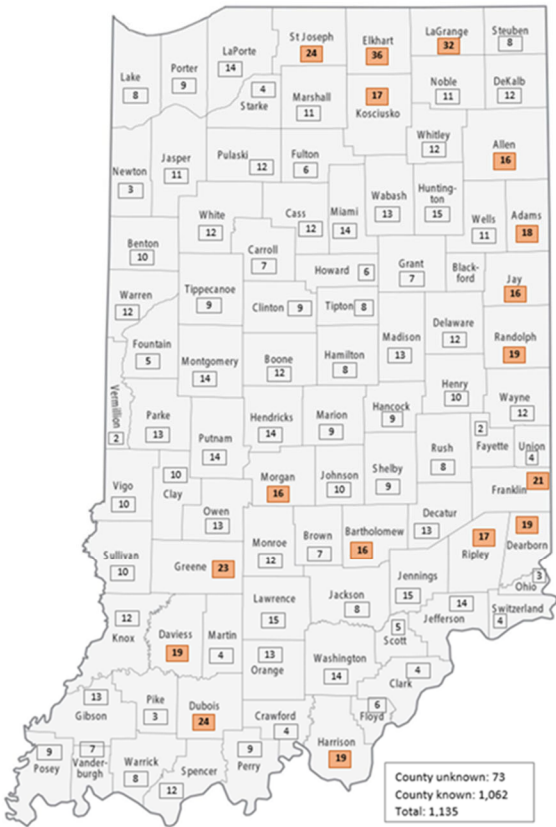 St Joseph
24
Elkhart
36
LaGrange
32
Steuben
8
LaPorte
14
Lake
8
Porter
9
4
Starke
Marshall
11
17
Kosciusko
Noble
11
DeKalb
12
Whitley
12
Allen
16
Newton
3
Jasper
11
Pulaski
12
Fulton
6
Miami
14
Wabash
13
Hunting-
ton
15
Wells
11
Adams
18
White
12
Cass
12
Benton
10
Carroll
7
Howard
6
Grant
7
Black-
ford
Jay
16
Warren
12
Tippecanoe
9
Clinton
9
Tipton
8
Madison
13
Delaware
12
Randolph
19
Fountain
5
Montgomery
14
Boone
12
Hamilton
8
Henry
10
Wayne
12
Vermillion
2
Parke
13
Putnam
14
Hendricks
14
Marion
9
Hancock
9
Rush
8
2
Fayette
Union
4
Vigo
10
10
Clay
Owen
13
Morgan
16
Johnson
10
Shelby
9
Decatur
13
Franklin
21
Sullivan
10
Greene
23
Monroe
12
Brown
7
Bartholomew
16
17
Ripley
19
Dearborn
3
Ohio
Jennings
15
Jackson
8
Lawrence
15
14
Jefferson
Switzerland
4
12
Knox
Daviess
19
Martin
4
13
Orange
Washington
14
5
Scott
4
Clark
6
Floyd
13
Gibson
Pike
3
Dubois
24
Crawford
4
Harrison
19
9
Posey
7
Vander-
burgh
Warrick
8
Spencer
12
9
Perry
County unknown: 73
County known: 1,062
Total: 1,135